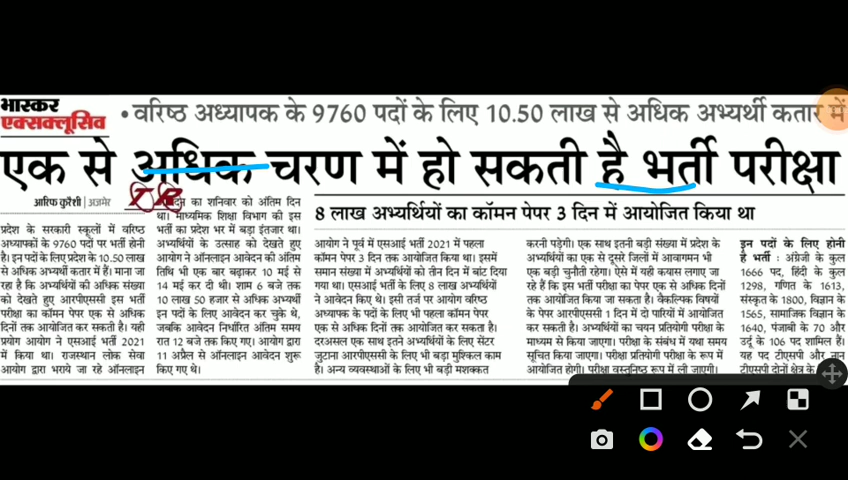 भास्कर
एक्सक्लूसिव
• वरिष्ठ अध्यापक के 9760 पदों के लिए 10.50 लाख से अधिक अभ्यर्थी कतार में
एक से अधिक चरण में हो सकती है भर्ती परीक्षा
आरिफ कुरैशी | अजमेर
प्रदेश के सरकारी स्कूलों में वरिष्ठ
अध्यापकों के 9760 पदों पर भर्ती होनी
है। इन पदों के लिए प्रदेश के 10.50 लाख
से अधिक अभ्यर्थी कतार में हैं। माना जा
रहा है कि अभ्यर्थियों की अधिक संख्या
को देखते हुए आरपीएससी इस भर्ती
परीक्षा का कॉमन पेपर एक से अधिक
दिनों तक आयोजित कर सकती है। यही
प्रयोग आयोग ने एसआई भर्ती 2021
में किया था। राजस्थान लोक सेवा
आयोग द्वारा भराये जा रहे ऑनलाइन
का शनिवार को अंतिम दिन
था। माध्यमिक शिक्षा विभाग की इस
भर्ती का प्रदेश भर में बड़ा इंतजार था।
अभ्यर्थियों के उत्साह को देखते हुए
आयोग ने ऑनलाइन आवेदन की अंतिम
तिथि भी एक बार बढ़ाकर 10 मई से
14 मई कर दी थी। शाम 6 बजे तक
10 लाख 50 हजार से अधिक अभ्यर्थी
इन पदों के लिए आवेदन कर चुके थे,
जबकि आवेदन निर्धारित अंतिम समय
रात 12 बजे तक किए गए। आयोग द्वारा
11 अप्रैल से ऑनलाइन आवेदन शुरू
किए गए थे।
8 लाख अभ्यर्थियों का कॉमन पेपर 3 दिन में आयोजित किया था
आयोग ने पूर्व में एसआई भर्ती 2021 में पहला
कॉमन पेपर 3 दिन तक आयोजित किया था। इसमें
समान संख्या में अभ्यर्थियों को तीन दिन में बांट दिया
गया था। एसआई भर्ती के लिए 8 लाख अभ्यर्थियों
ने आवेदन किए थे। इसी तर्ज पर आयोग वरिष्ठ
अध्यापक के पदों के लिए भी पहला कॉमन पेपर
एक से अधिक दिनों तक आयोजित कर सकता है।
दरअसल एक साथ इतने अभ्यर्थियों के लिए सेंटर
जुटाना आरपीएससी के लिए भी बड़ा मुश्किल काम
है। अन्य व्यवस्थाओं के लिए भी बड़ी मशक्कत
करनी पड़ेगी। एक साथ इतनी बड़ी संख्या में प्रदेश के
अभ्यर्थियों का एक से दूसरे जिलों में आवागमन भी
एक बड़ी चुनौती रहेगा। ऐसे में यही कयास लगाए जा
रहे हैं कि इस भर्ती परीक्षा का पेपर एक से अधिक दिनों
तक आयोजित किया जा सकता है। वैकल्पिक विषयों
के पेपर आरपीएससी 1 दिन में दो पारियों में आयोजित
कर सकती है। अभ्यर्थियों का चयन प्रतियोगी परीक्षा के
माध्यम से किया जाएगा। परीक्षा के संबंध में यथा समय
सूचित किया जाएगा। परीक्षा प्रतियोगी परीक्षा के रूप में
आयोजित होगी। परीक्षा वस्तुनिष्ठ रूप में ली जाएगी।
इन पदों के लिए होनी
है भर्ती : अंग्रेजी के कुल
1666 पद, हिंदी के कुल
1298, गणित के 1613,
संस्कृत के 1800, विज्ञान के
1565, सामाजिक विज्ञान के
1640, पंजाबी के 70 और
उर्दू के 106 पद शामिल हैं।
यह पद टीएसपी और नान
टीएसपी दोनों क्षेत्र के